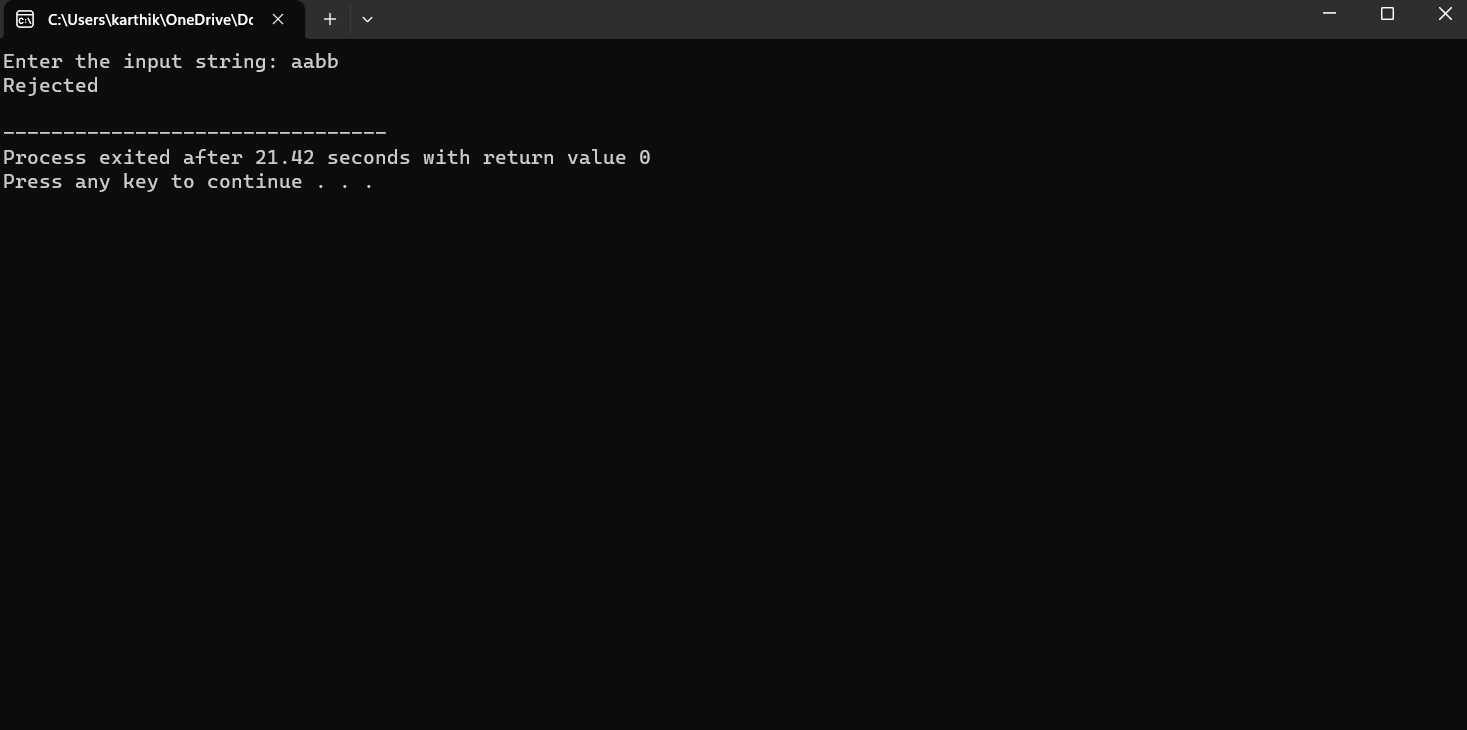 C:\Users\karthik\OneDrive\Dc
Enter the input string: aabb
Rejected
--------------------------------
Process exited after 21.42 seconds with return value 0
Press any key to continue . . .